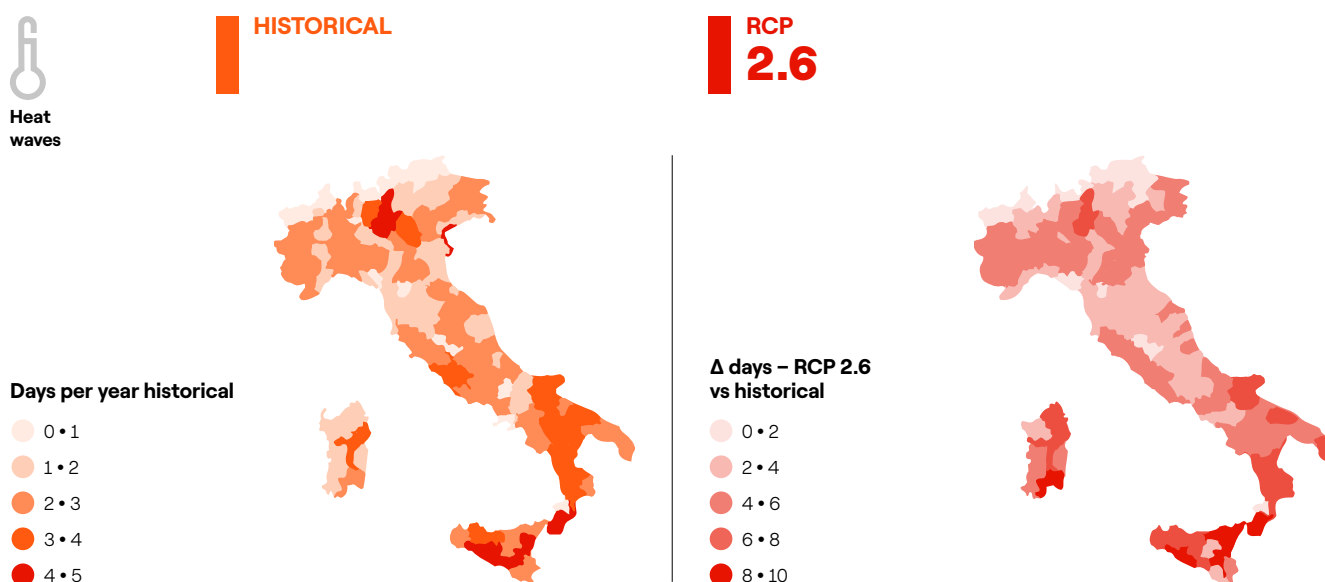 HISTORICAL
RCP
2.6
Heat
waves
Days per year historical
0 • 1
1 • 2
2 • 3
3 • 4
4 • 5
Δ days – RCP 2.6
vs historical
0 • 2
2 • 4
4 • 6
6 • 8
8 • 10